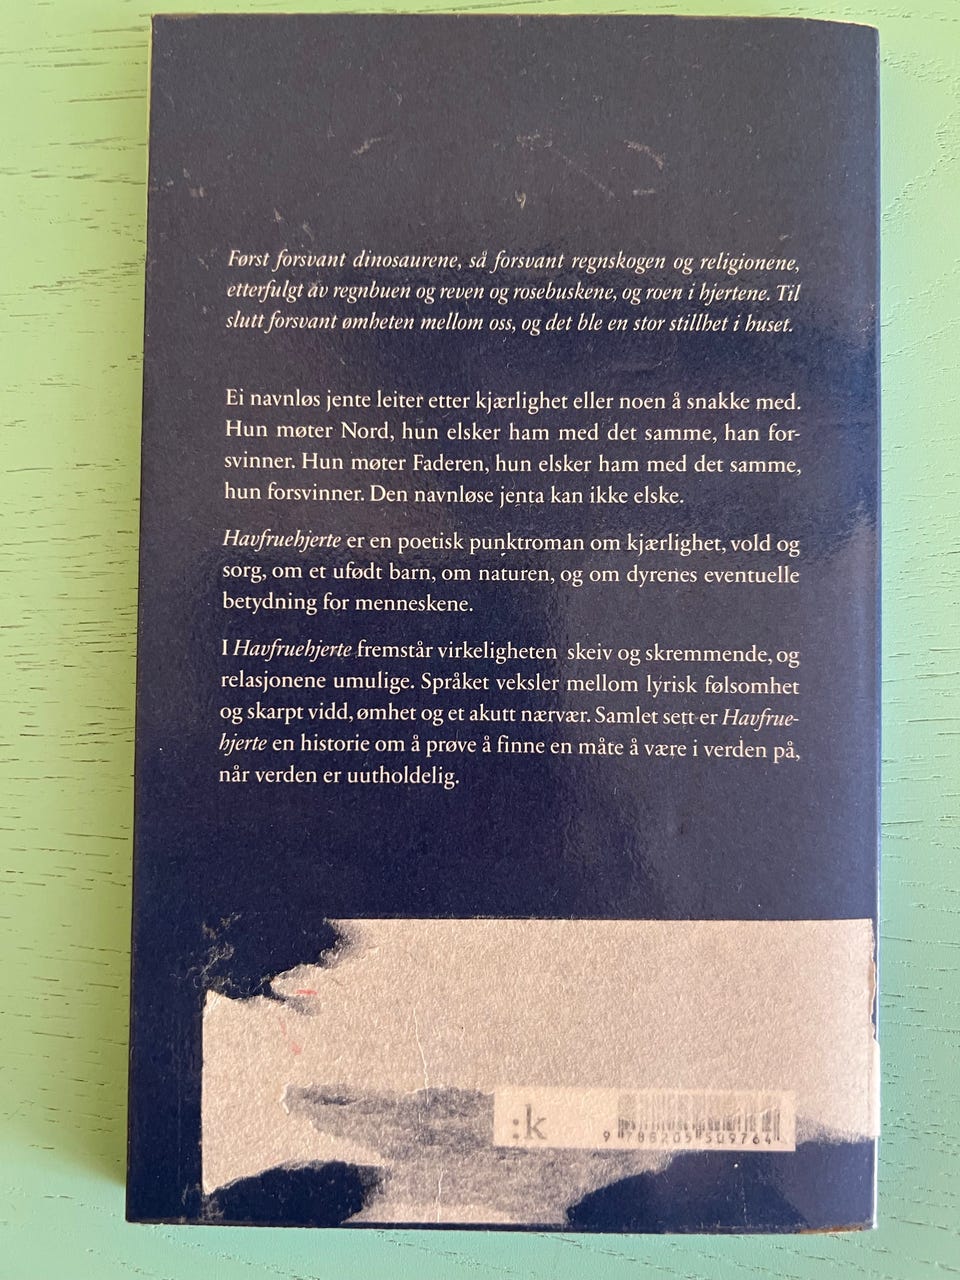 Først forsvant dinosaurene, så forsvant regnskogen og religionene,
etterfulgt av regnbuen og reven og rosebuskene, og roen i hjertene. Til
slutt forsvant ømheten mellom oss, og det ble en stor stillhet i huset.
Ei navnløs jente leiter etter kjærlighet eller noen å snakke med.
Hun møter Nord, hun elsker ham med det samme, han for-
svinner. Hun møter Faderen, hun elsker ham med det samme,
hun forsvinner. Den navnløse jenta kan ikke elske.
Havfruehjerte er en poetisk punktroman om kjærlighet, vold og
sorg, om et ufødt barn, om naturen, og om dyrenes eventuelle
betydning for menneskene.
I Havfruehjerte fremstår virkeligheten skeiv og skremmende, og
relasjonene umulige. Språket veksler mellom lyrisk følsomhet
og skarpt vidd, ømhet og et akutt nærvær. Samlet sett er Havfrue-
hjerte en historie om å prøve å finne en måte å være i verden på,
når verden er uutholdelig.
:k
9 788205 509764